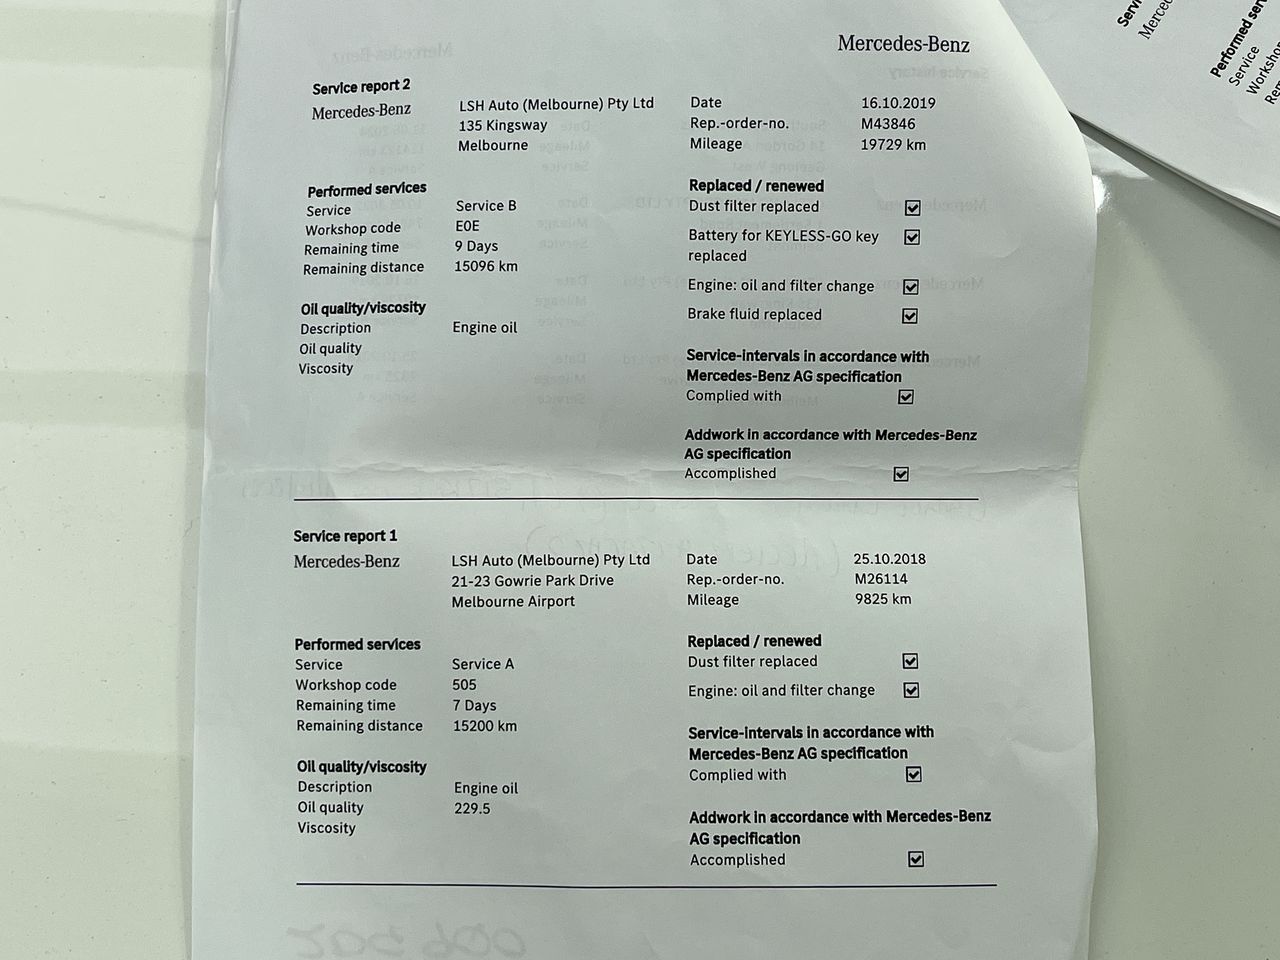 Mercedes-Benz
Service report 2
Mercedes-Benz
LSH Auto (Melbourne) Pty Ltd
135 Kingsway
Melbourne
Date 16.10.2019
Rep.-order-no. M43846
Mileage 19729 km
Performed services
Service Service B
Workshop code E0E
Remaining time 9 Days
Remaining distance 15096 km
Oil quality/viscosity
Description Engine oil
Oil quality
Viscosity
Replaced / renewed
Dust filter replaced
Battery for KEYLESS-GO key
replaced
Engine: oil and filter change
Brake fluid replaced
Service-intervals in accordance with
Mercedes-Benz AG specification
Complied with
Addwork in accordance with Mercedes-Benz
AG specification
Accomplished
Service report 1
Mercedes-Benz
LSH Auto (Melbourne) Pty Ltd
21-23 Gowrie Park Drive
Melbourne Airport
Date 25.10.2018
Rep.-order-no. M26114
Mileage 9825 km
Performed services
Service Service A
Workshop code 505
Remaining time 7 Days
Remaining distance 15200 km
Oil quality/viscosity
Description Engine oil
Oil quality 229.5
Viscosity
Replaced / renewed
Dust filter replaced
Engine: oil and filter change
Service-intervals in accordance with
Mercedes-Benz AG specification
Complied with
Addwork in accordance with Mercedes-Benz
AG specification
Accomplished
Performed
Service